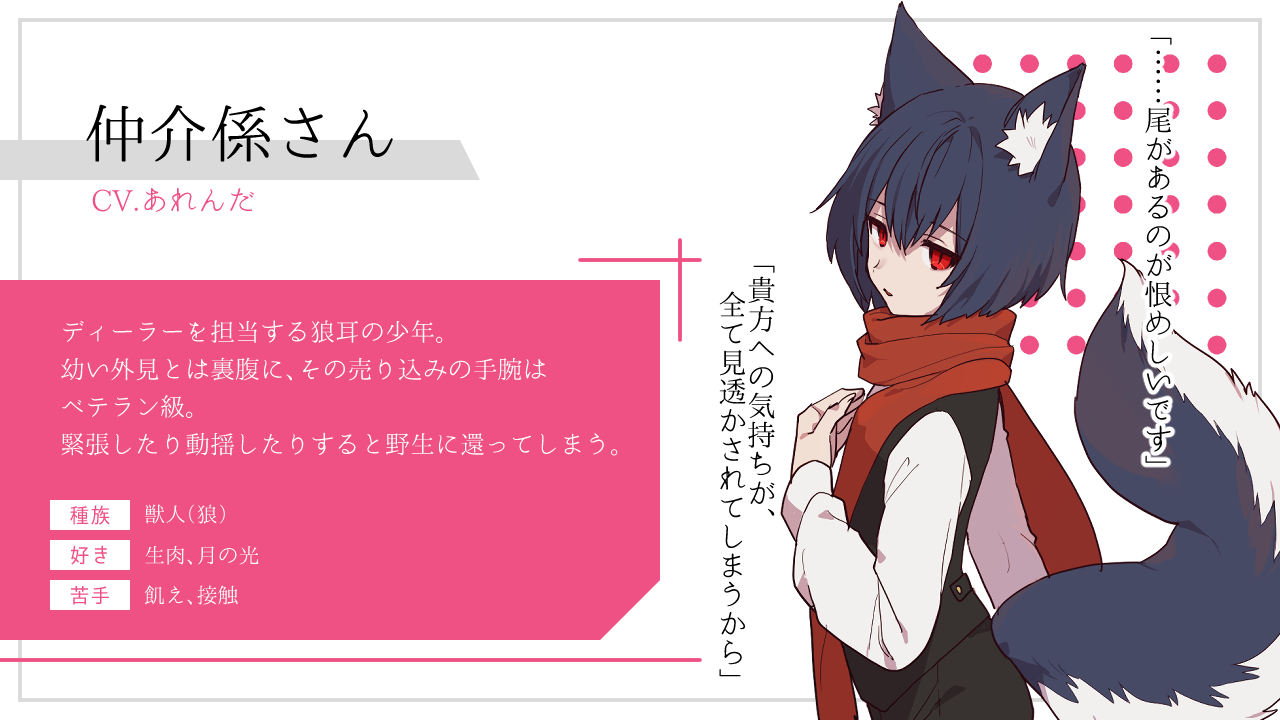 仲介係さん
CV.あれんだ
ディーラーを担当する狼耳の少年。
幼い外見とは裏腹に、その売り込みの手腕は
ベテラン級。
緊張したり動揺したりすると野生に還ってしまう。
種族 獣人（狼）
好き 生肉、月の光
苦手 飢え、接触
「……尾があるのが恨めしいです」
「貴方への気持ちが、
全て見透かされてしまうから」